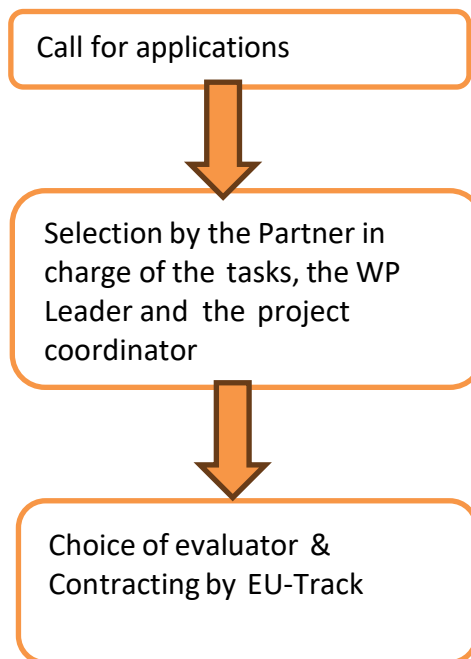 Call for applications
Selection by the Partner in
charge of the tasks, the WP
Leader and the project
coordinator
Choice of evaluator &
Contracting by EU-Track